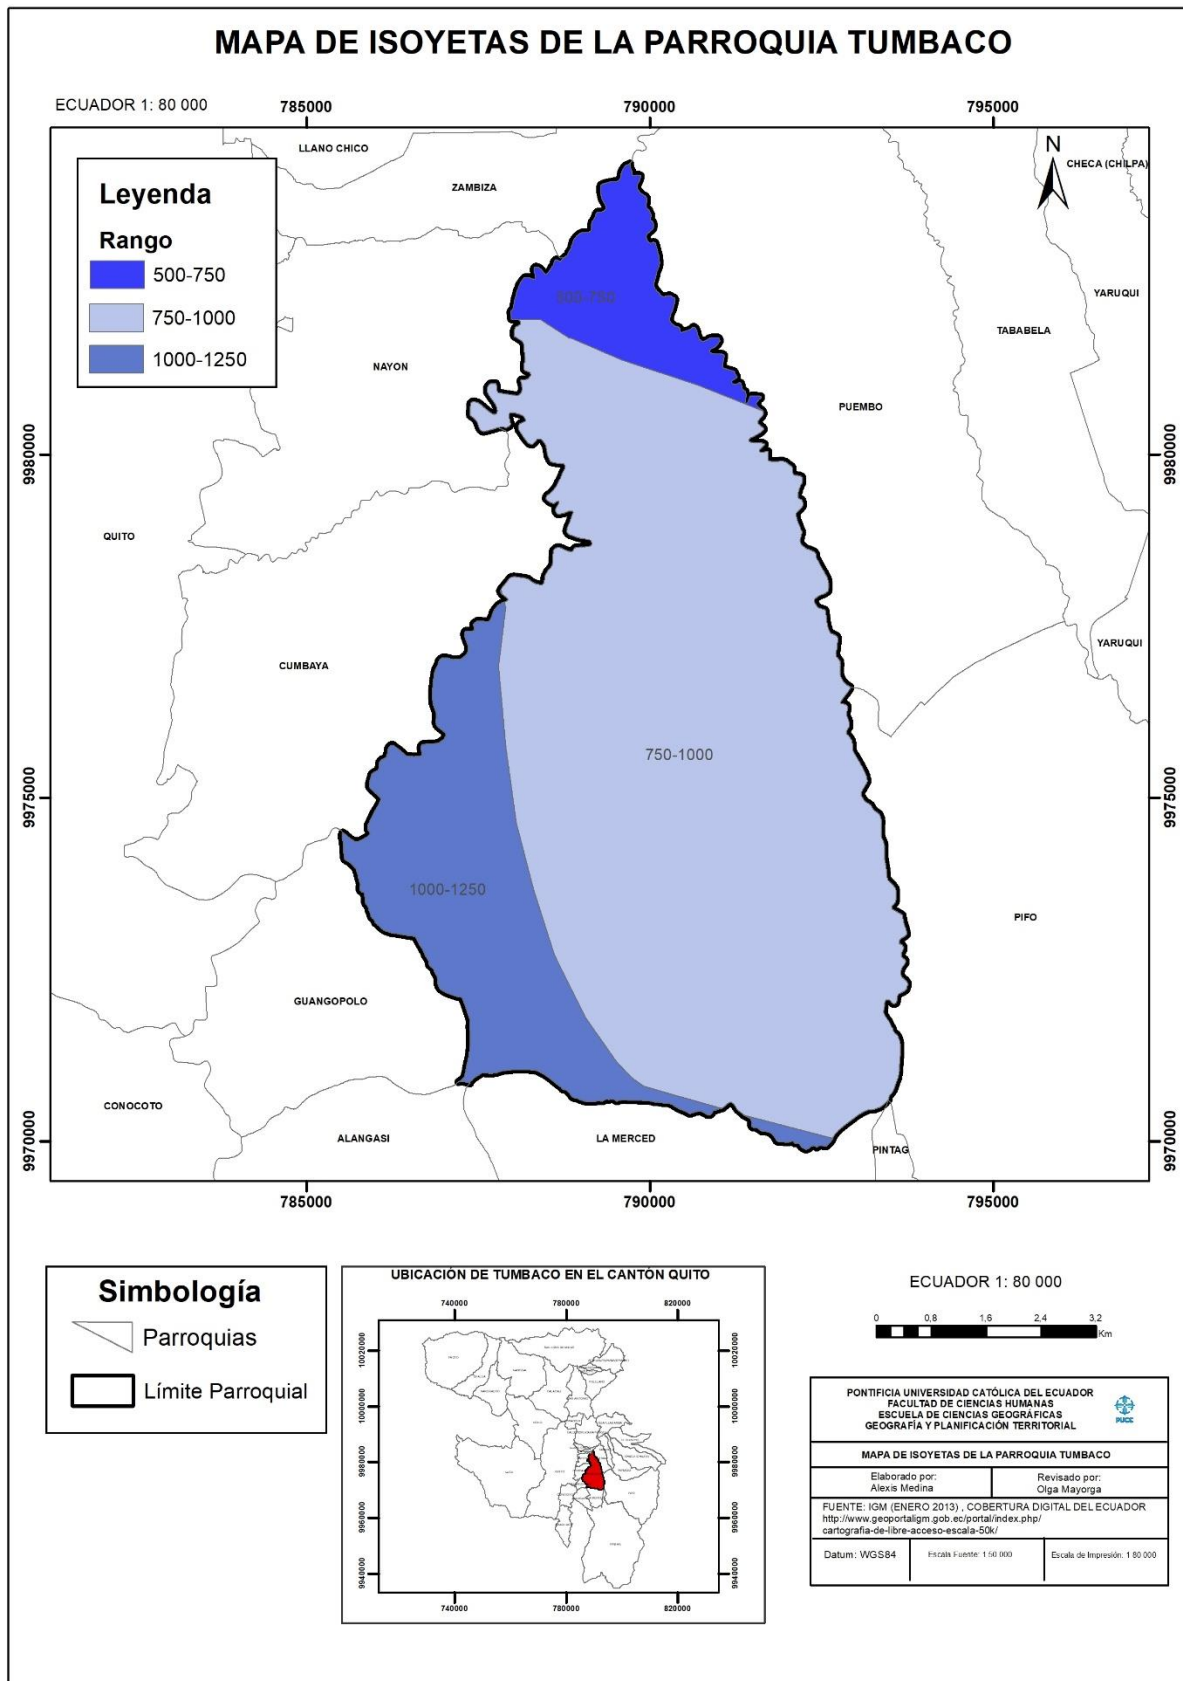 MAPA DE ISOYETAS DE LA PARROQUIA TUMBACO
ECUADOR 1: 80 000
785000
790000
795000
Leyenda
Rango
500-750
750-1000
1000-1250
N
LLANO CHICO
ZAMBIZA
CHECA (CHILPA)
YARUQUI
TABABELA
NAYON
PUEMBO
500-750
9980000
9980000
QUITO
YARUQUI
CUMBAYA
750-1000
9975000
9975000
1000-1250
PIFO
GUANGOPOLO
CONOCOTO
ALANGASI
LA MERCED
PINTAG
9970000
9970000
785000
790000
795000
Simbología
Parroquias
Límite Parroquial
UBICACIÓN DE TUMBACO EN EL CANTÓN QUITO
740000
780000
820000
10020000
10020000
10000000
10000000
9980000
9980000
9960000
9960000
9940000
9940000
740000
780000
820000
ECUADOR 1: 80 000
0
0,8
1,6
2,4
3,2
Km
PONTIFICIA UNIVERSIDAD CATÓLICA DEL ECUADOR
FACULTAD DE CIENCIAS HUMANAS
ESCUELA DE CIENCIAS GEOGRÁFICAS
GEOGRAFÍA Y PLANIFICACIÓN TERRITORIAL
PUCE
MAPA DE ISOYETAS DE LA PARROQUIA TUMBACO
Elaborado por:
Alexis Medina
Revisado por:
Olga Mayorga
FUENTE: IGM (ENERO 2013) , COBERTURA DIGITAL DEL ECUADOR
http://www.geoportaligm.gob.ec/portal/index.php/
cartografia-de-libre-acceso-escala-50k/
Datum: WGS84
Escala Fuente: 1 50 000
Escala de Impresión: 1 80 000